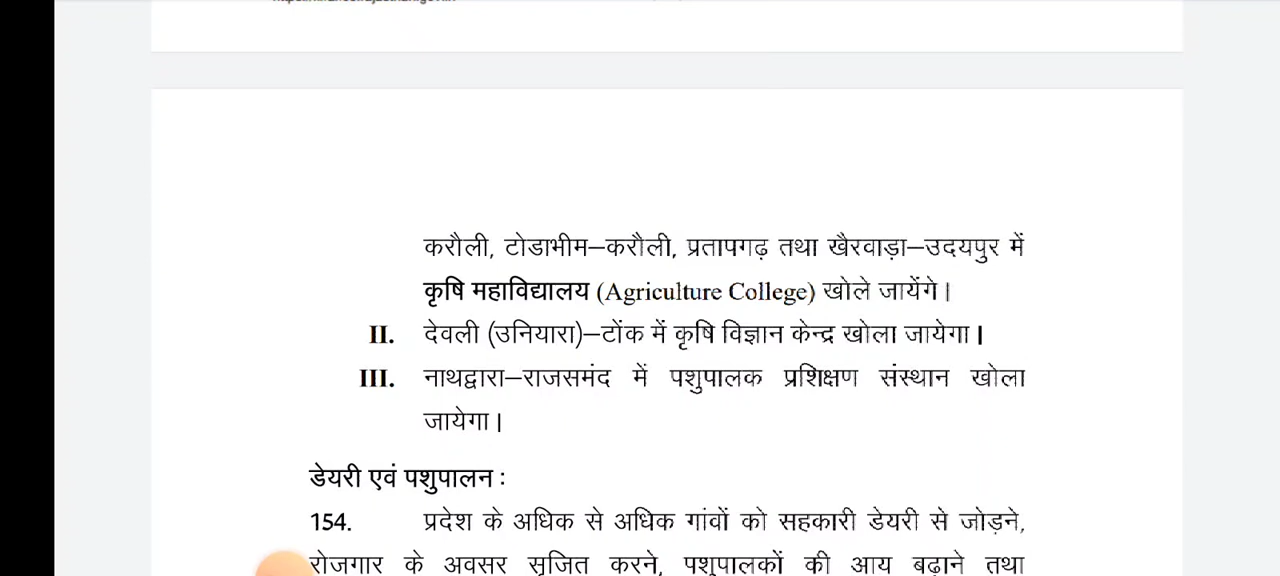 करौली, टोडाभीम–करौली, प्रतापगढ़ तथा खैरवाड़ा–उदयपुर में
कृषि महाविद्यालय (Agriculture College) खोले जायेंगे।
II. देवली (उनियारा)–टोंक में कृषि विज्ञान केन्द्र खोला जायेगा।
III. नाथद्वारा–राजसमंद में पशुपालक प्रशिक्षण संस्थान खोला
जायेगा।
डेयरी एवं पशुपालन :
154. प्रदेश के अधिक से अधिक गांवों को सहकारी डेयरी से जोड़ने,
रोजगार के अवसर सृजित करने, पशुपालकों की आय बढ़ाने तथा